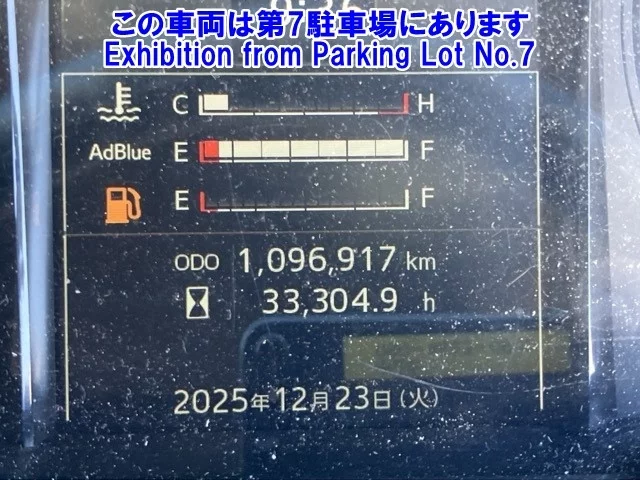 この車両は第7駐車場にあります
Exhibition from Parking Lot No.7
C H
AdBlue E F
E F
ODO 1,096,917 km
33,304.9 h
2025年12月23日(火)